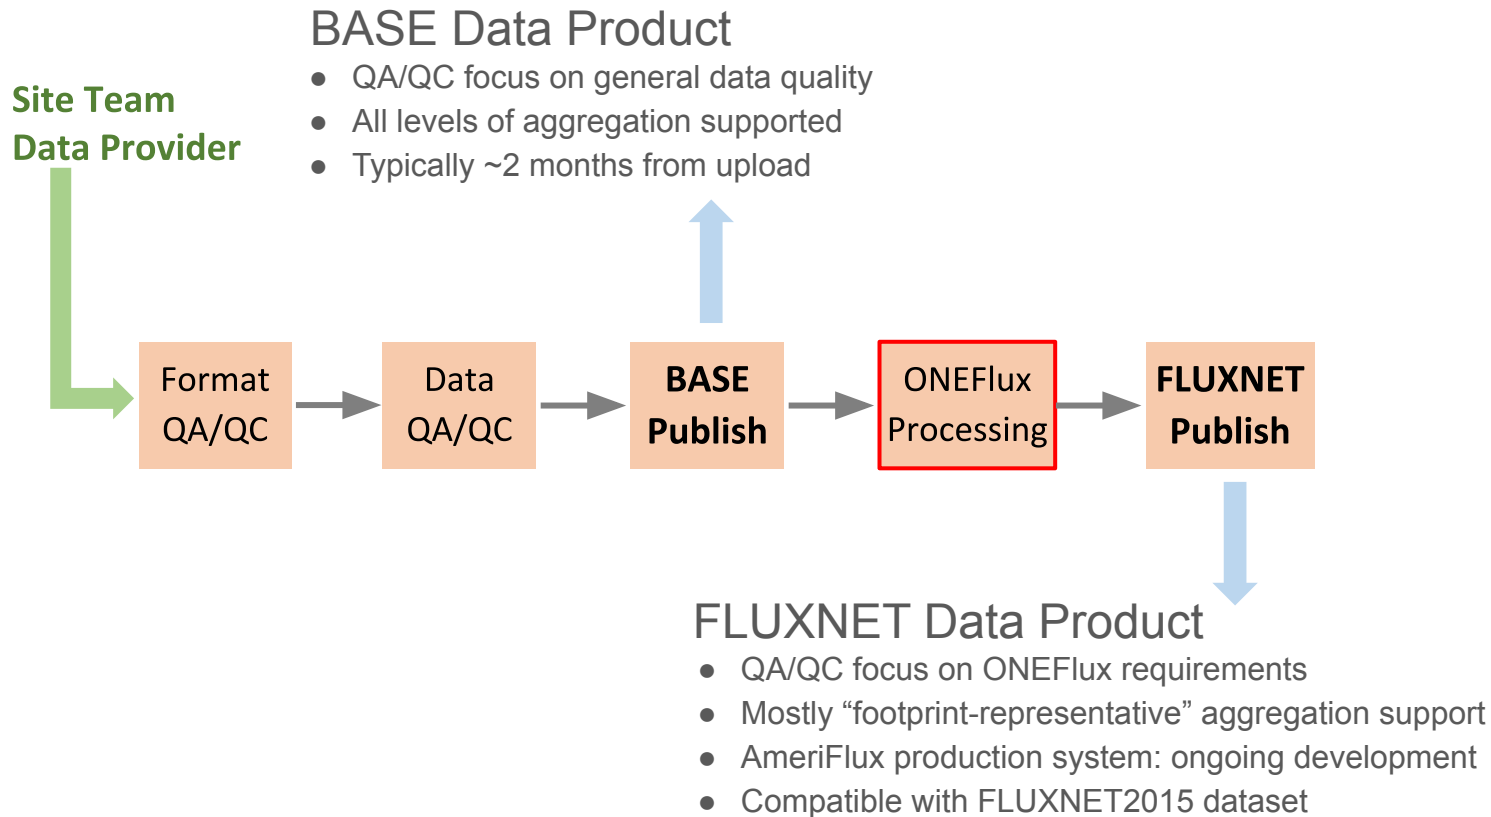 BASE Data Product
● QA/QC focus on general data quality
● All levels of aggregation supported
● Typically ~2 months from upload
Site Team
Data Provider
Format
QA/QC
Data
QA/QC
BASE
Publish
ONEFlux
Processing
FLUXNET
Publish
FLUXNET Data Product
● QA/QC focus on ONEFlux requirements
● Mostly “footprint-representative” aggregation support
● AmeriFlux production system: ongoing development
● Compatible with FLUXNET2015 dataset